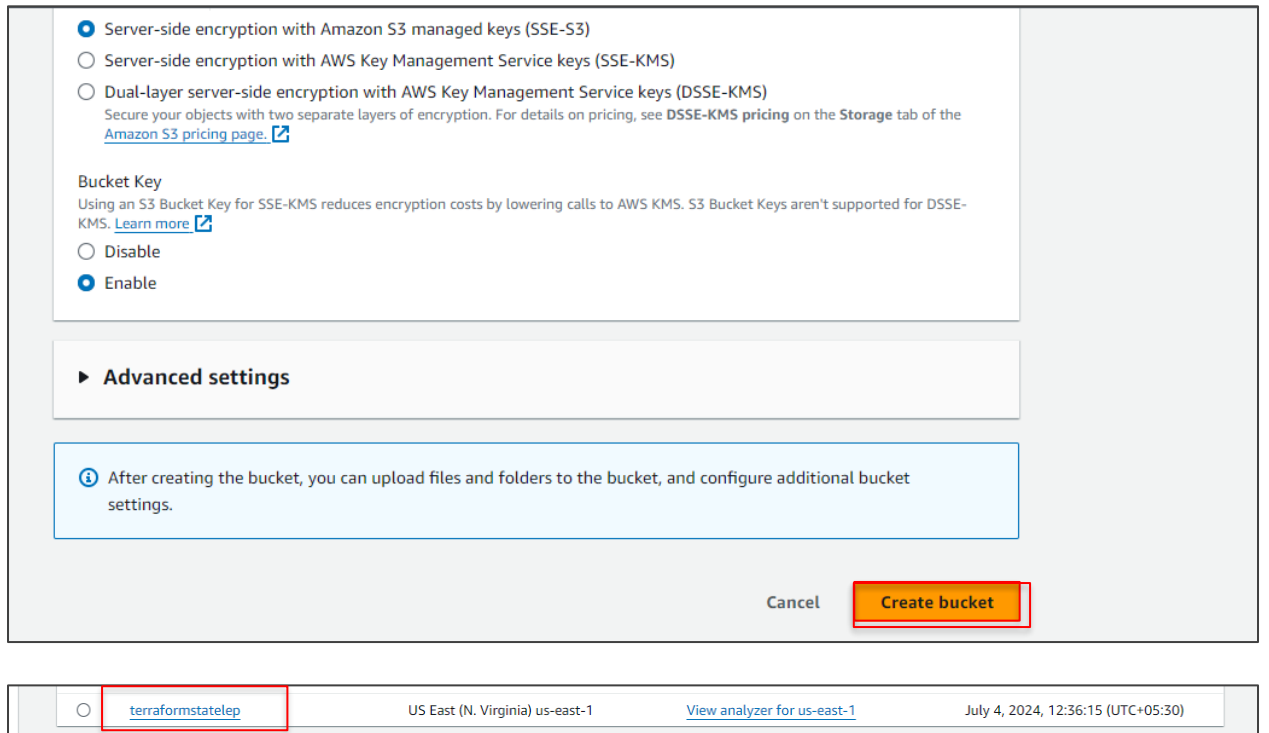 Server-side encryption with Amazon S3 managed keys (SSE-S3)
Server-side encryption with AWS Key Management Service keys (SSE-KMS)
Dual-layer server-side encryption with AWS Key Management Service keys (DSSE-KMS)
Secure your objects with two separate layers of encryption. For details on pricing, see DSSE-KMS pricing on the Storage tab of the
Amazon S3 pricing page.
Bucket Key
Using an S3 Bucket Key for SSE-KMS reduces encryption costs by lowering calls to AWS KMS. S3 Bucket Keys aren't supported for DSSE-
KMS. Learn more
Disable
Enable
Advanced settings
After creating the bucket, you can upload files and folders to the bucket, and configure additional bucket
settings.
Cancel Create bucket
terraformstatelep US East (N. Virginia) us-east-1 View analyzer for us-east-1 July 4, 2024, 12:36:15 (UTC+05:30)